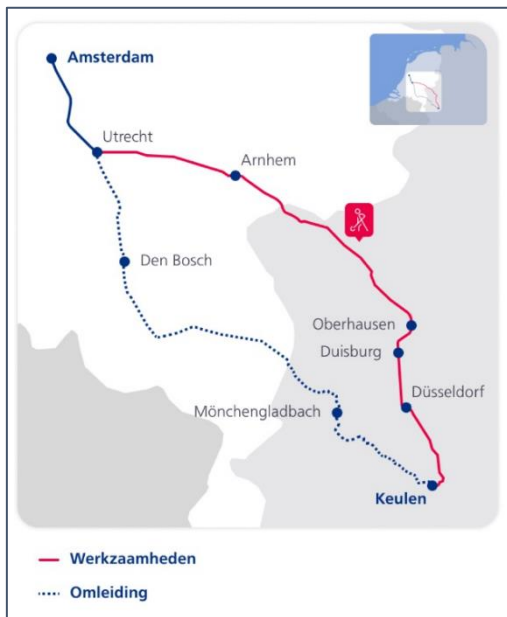 Amsterdam
Utrecht
Arnhem
Den Bosch
Oberhausen
Duisburg
Düsseldorf
Mönchengladbach
Keulen
Werkzaamheden
Omleiding